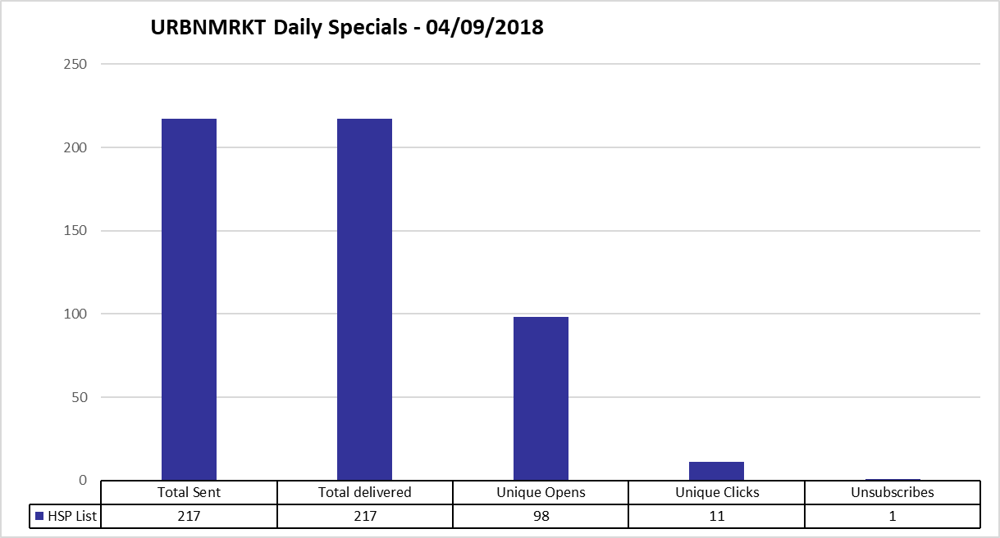 URBNMRKT Daily Specials - 04/09/2018
250
200
150
100
50
0
Total Sent Total delivered Unique Opens Unique Clicks Unsubscribes
HSP List 217 217 98 11 1